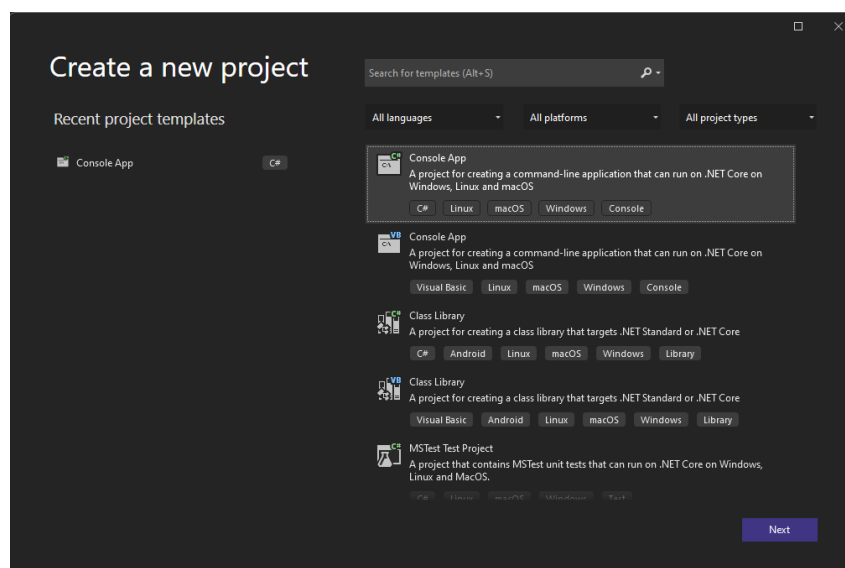 Create a new project
Search for templates (Alt+S)
Recent project templates
All languages
All platforms
All project types
Console App
C#
C#
C:\
Console App
A project for creating a command-line application that can run on .NET Core on
Windows, Linux and macOS
C# Linux macOS Windows Console
VB
C:\
Console App
A project for creating a command-line application that can run on .NET Core on
Windows, Linux and macOS
Visual Basic Linux macOS Windows Console
C#
Class Library
A project for creating a class library that targets .NET Standard or .NET Core
C# Android Linux macOS Windows Library
VB
Class Library
A project for creating a class library that targets .NET Standard or .NET Core
Visual Basic Android Linux macOS Windows Library
C#
MSTest Test Project
A project that contains MSTest unit tests that can run on .NET Core on Windows,
Linux and MacOS.
C# Linux macOS Windows Test
Next